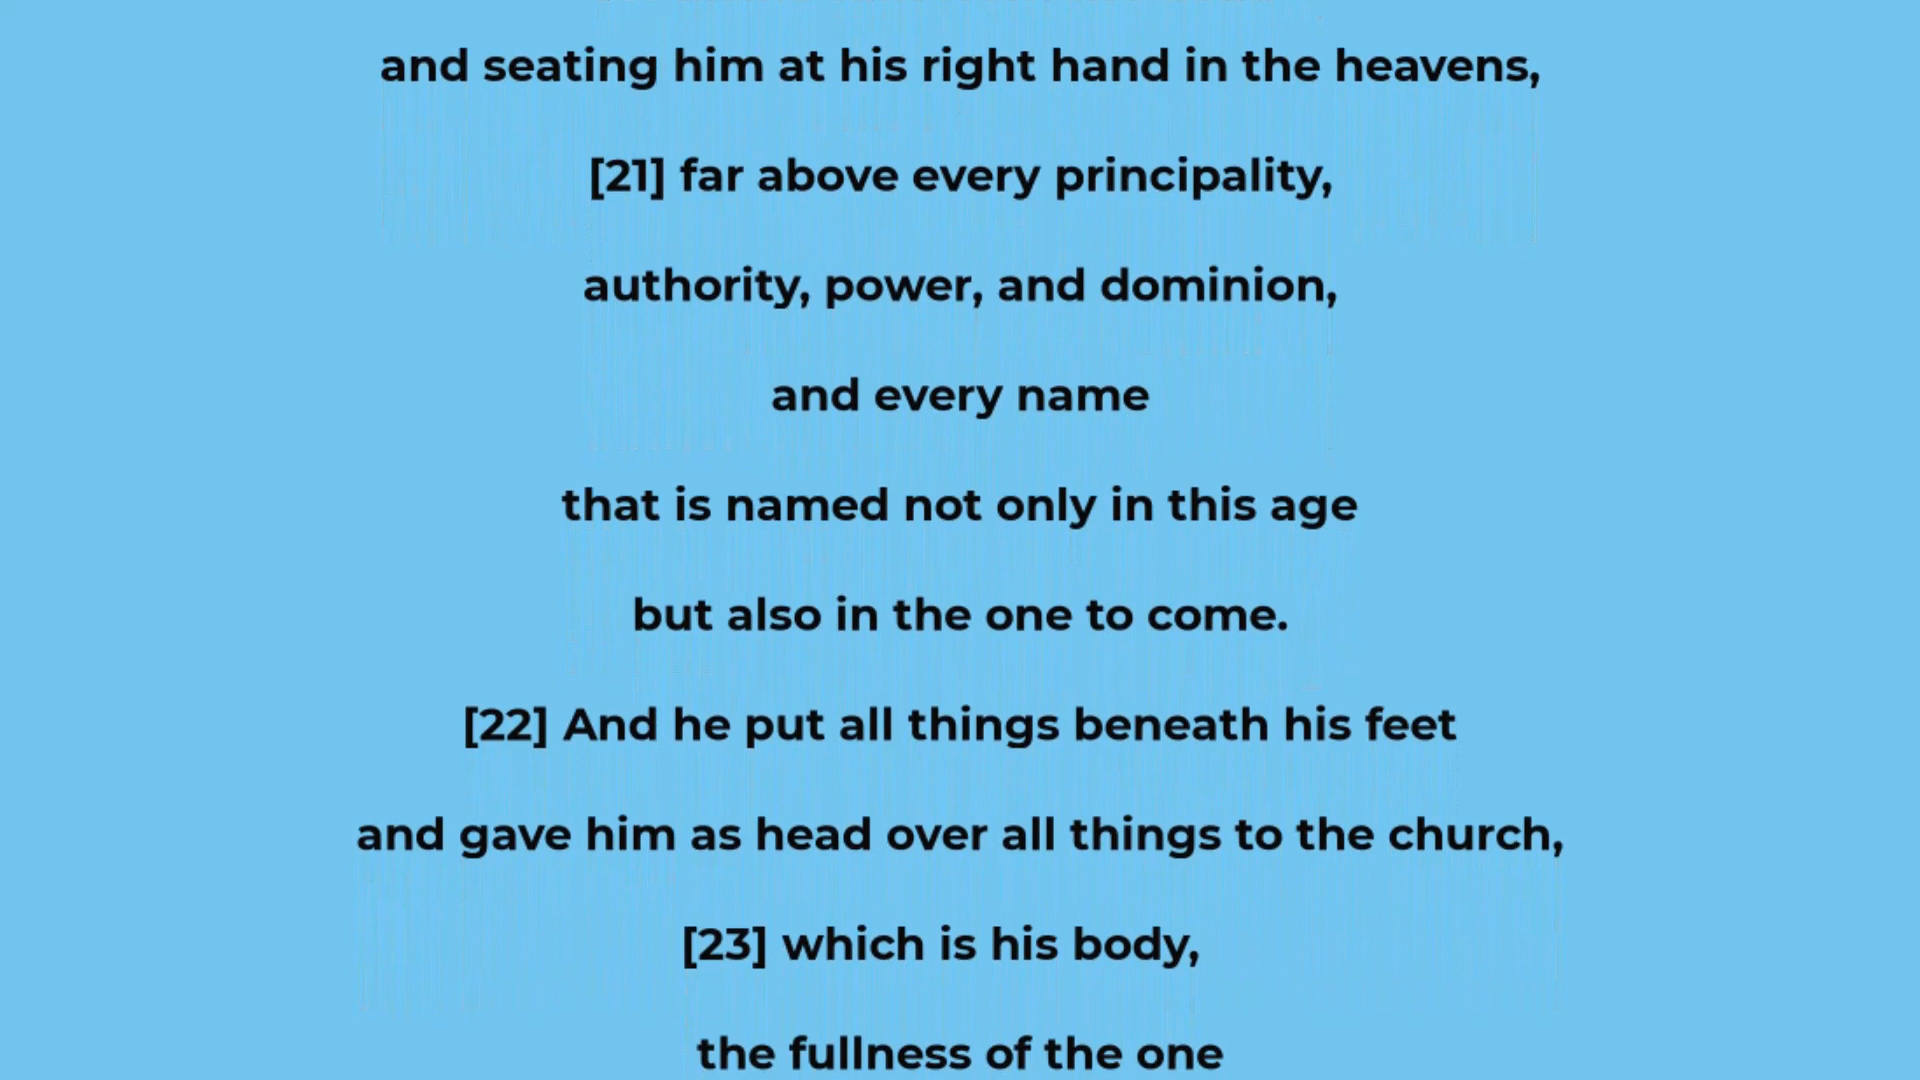 and seating him at his right hand in the heavens,
[21] far above every principality,
authority, power, and dominion,
and every name
that is named not only in this age
but also in the one to come.
[22] And he put all things beneath his feet
and gave him as head over all things to the church,
[23] which is his body,
the fullness of the one